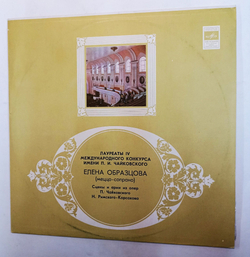 ЛАУРЕАТЫ IV
МЕЖДУНАРОДНОГО КОНКУРСА
ИМЕНИ П. И. ЧАЙКОВСКОГО
ЕЛЕНА ОБРАЗЦОВА
(меццо-сопрано)
Сцены и арии из опер
П. Чайковского
Н. Римского-Корсакова